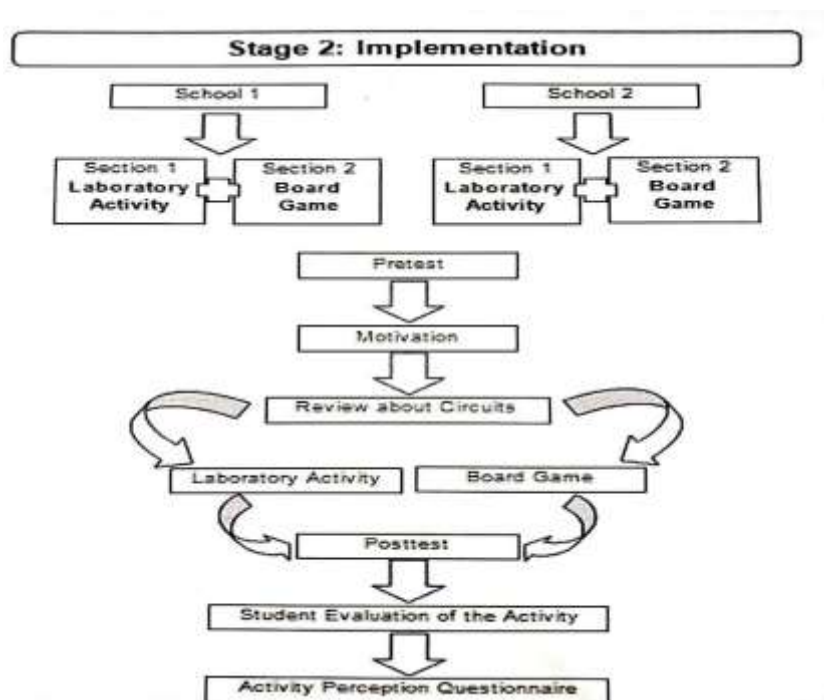 Stage 2: Implementation
School 1
School 2
Section 1
Laboratory
Activity
Section 2
Board
Game
Section 1
Laboratory
Activity
Section 2
Board
Game
Pretest
Motivation
Review about Circuits
Laboratory Activity
Board Game
Posttest
Student Evaluation of the Activity
Activity Perception Questionnaire